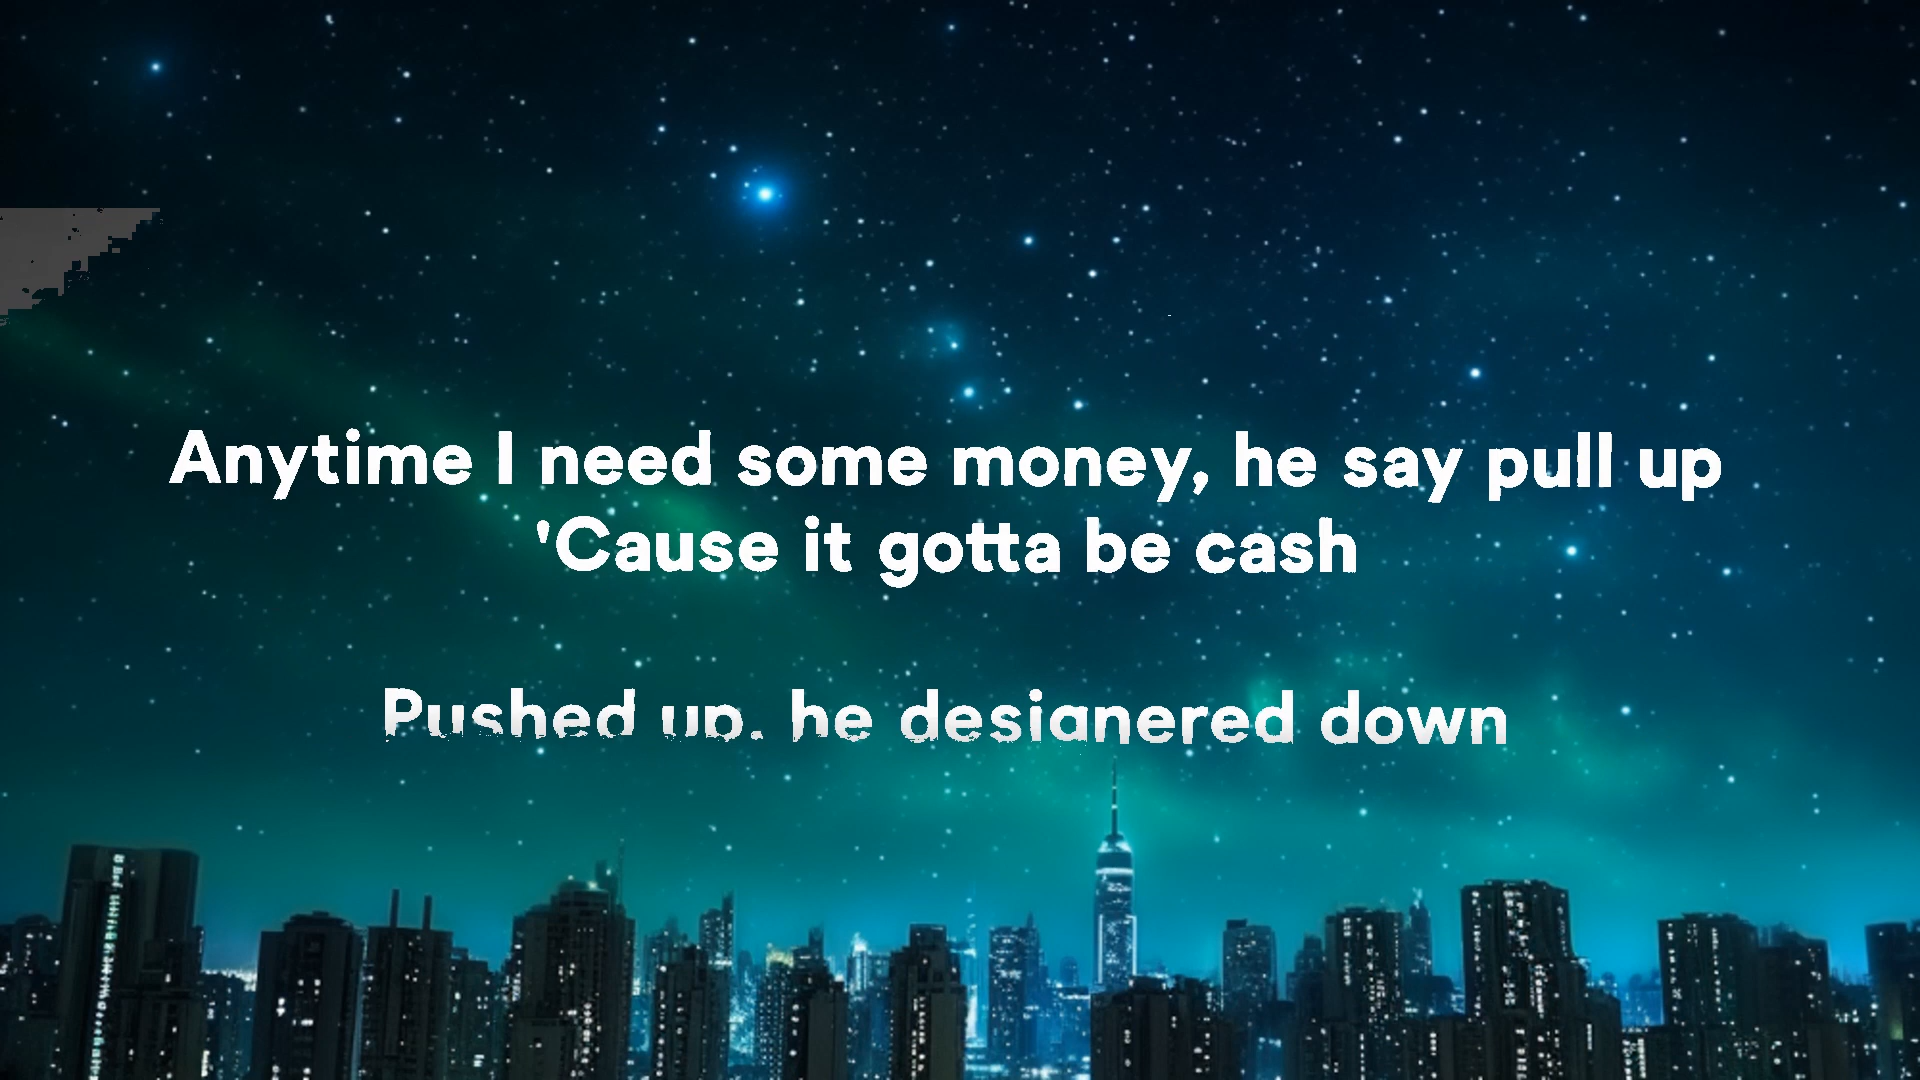 Anytime I need some money, he say pull up
'Cause it gotta be cash
Pushed up, he designered down